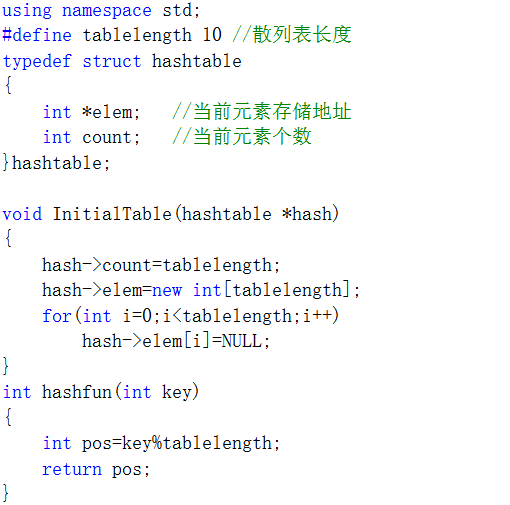 using namespace std;
#define tablelength 10 //散列表长度
typedef struct hashtable
{
    int *elem;   //当前元素存储地址
    int count;   //当前元素个数
}hashtable;

void InitialTable(hashtable *hash)
{
    hash->count=tablelength;
    hash->elem=new int[tablelength];
    for(int i=0;i<tablelength;i++)
        hash->elem[i]=NULL;
}
int hashfun(int key)
{
    int pos=key%tablelength;
    return pos;
}